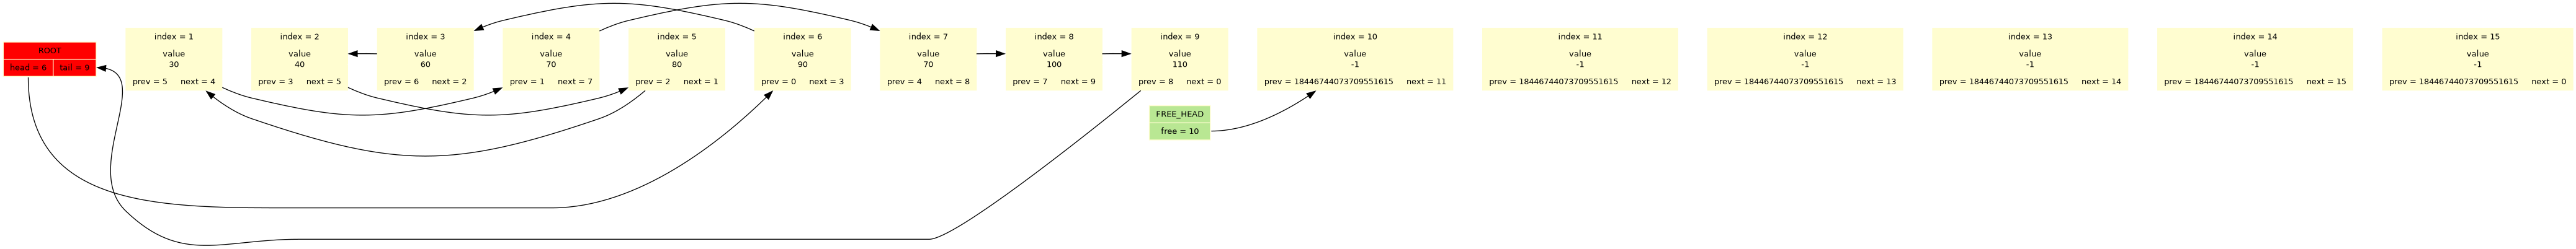 ROOT
head = 6 tail = 9
index = 1
value
30
prev = 5 next = 4
index = 2
value
40
prev = 3 next = 5
index = 3
value
60
prev = 6 next = 2
index = 4
value
70
prev = 1 next = 7
index = 5
value
80
prev = 2 next = 1
index = 6
value
90
prev = 0 next = 3
index = 7
value
70
prev = 4 next = 8
index = 8
value
100
prev = 7 next = 9
index = 9
value
110
prev = 8 next = 0
index = 10
value
-1
prev = 18446744073709551615 next = 11
index = 11
value
-1
prev = 18446744073709551615 next = 12
index = 12
value
-1
prev = 18446744073709551615 next = 13
index = 13
value
-1
prev = 18446744073709551615 next = 14
index = 14
value
-1
prev = 18446744073709551615 next = 15
index = 15
value
-1
prev = 18446744073709551615 next = 0
FREE_HEAD
free = 10